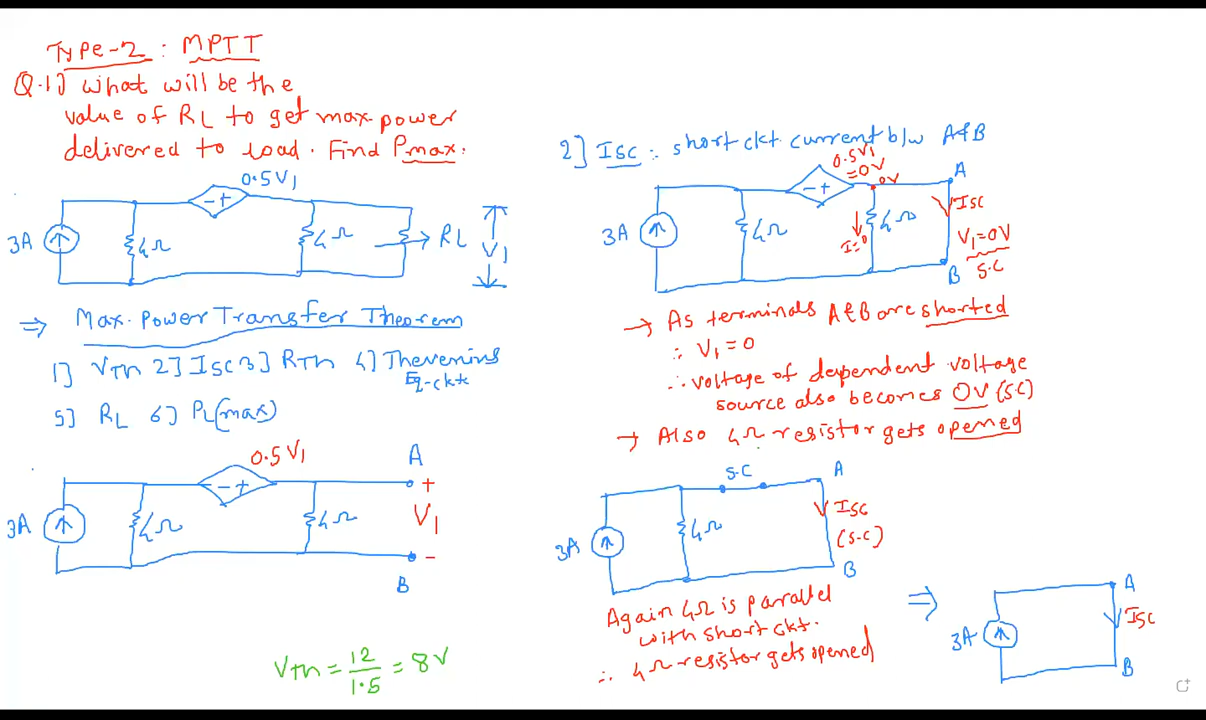 Type-2 : MPTT
Q.1] What will be the
value of RL to get max.power
delivered to load. Find Pmax.
0.5V1
- +
3A
4Ω
4Ω
RL
V1
⇒ Max.Power Transfer Theorem
1] VTh 2] Isc 3] RTh 4] Thevenins
Eq-ckt
5] RL 6] PL(max)
0.5V1
- +
3A
4Ω
4Ω
A
+
V1
-
B
VTh = 12/1.5 = 8V
2] Isc : short ckt. current b/w A&B
0.5V1
=0V
0V
- +
3A
4Ω
4Ω
I=0
A
Isc
V1=0V
S.C
B
→ As terminals A&B are shorted
∴ V1=0
∴ voltage of dependent voltage
source also becomes 0V (S.C)
→ Also 4Ω resistor gets opened
S.C
A
3A
4Ω
Isc
(S.C)
B
Again 4Ω is parallel
with short ckt.
∴ 4Ω resistor gets opened
⇒
3A
A
Isc
B